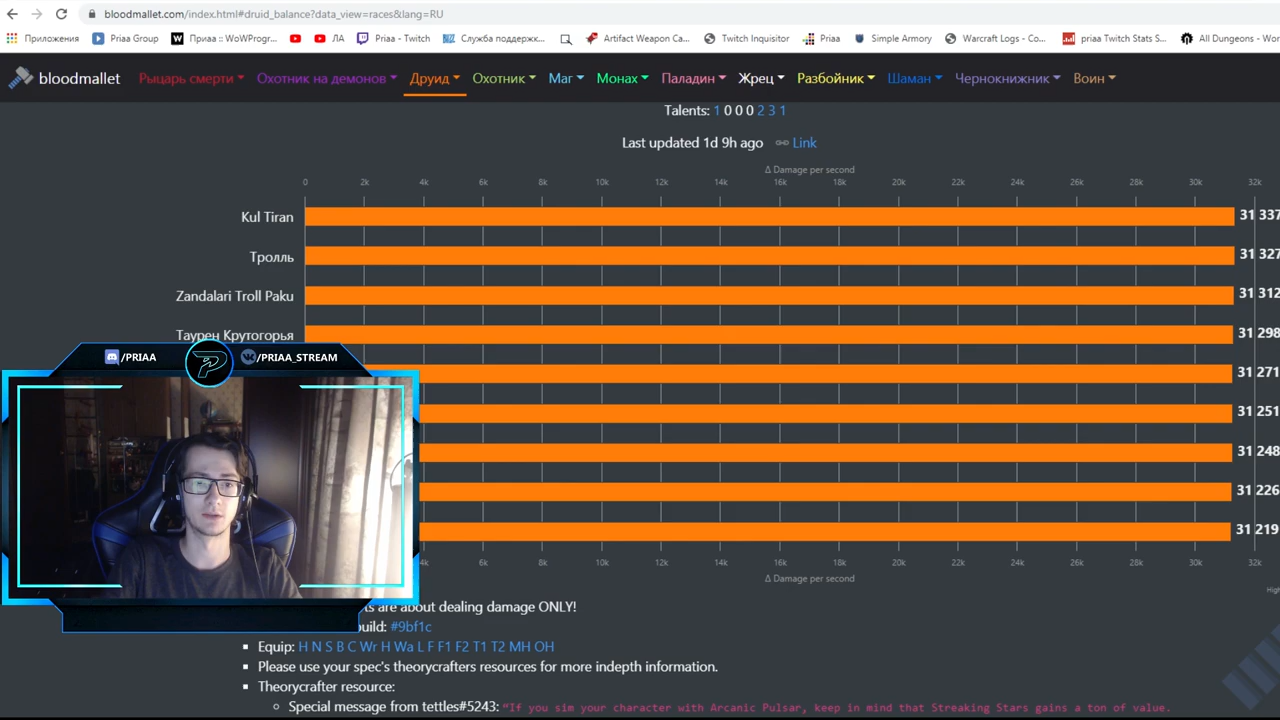 bloodmallet.com/index.html#druid_balance?data_view=races&lang=RU
Приложения Priaa Group Приаа :: WoWProgr... ЛА Priaa - Twitch Служба поддержк... Artifact Weapon Ca... Twitch Inquisitor Priaa Simple Armory Warcraft Logs - Co... priaa Twitch Stats S... All Dungeons - Wor
bloodmallet Рыцарь смерти Охотник на демонов Друид Охотник Маг Монах Паладин Жрец Разбойник Шаман Чернокнижник Воин
Talents: 1 0 0 0 2 3 1
Last updated 1d 9h ago Link
Δ Damage per second
0 2k 4k 6k 8k 10k 12k 14k 16k 18k 20k 22k 24k 26k 28k 30k 32k
Kul Tiran 31 337
Тролль 31 327
Zandalari Troll Paku 31 312
Таурен Крутогорья 31 298
/PRIAA /PRIAA_STREAM
31 271
31 251
31 248
31 226
31 219
4k 6k 8k 10k 12k 14k 16k 18k 20k 22k 24k 26k 28k 30k 32k
Δ Damage per second
High
ts are about dealing damage ONLY!
build: #9bf1c
Equip: H N S B C Wr H Wa L F F1 F2 T1 T2 MH OH
Please use your spec's theorycrafters resources for more indepth information.
Theorycrafter resource:
Special message from tettles#5243: "If you sim your character with Arcanic Pulsar, keep in mind that Streaking Stars gains a ton of value.